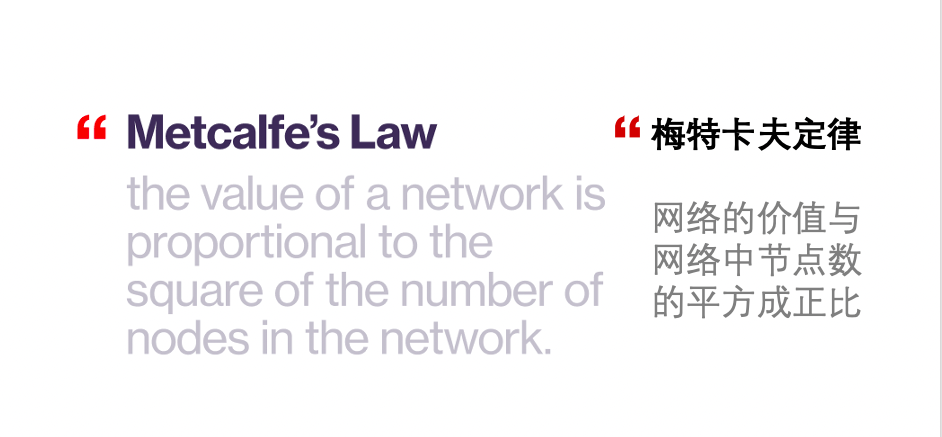 “ Metcalfe’s Law
the value of a network is
proportional to the
square of the number of
nodes in the network.
“ 梅特卡夫定律
网络的价值与
网络中节点数
的平方成正比